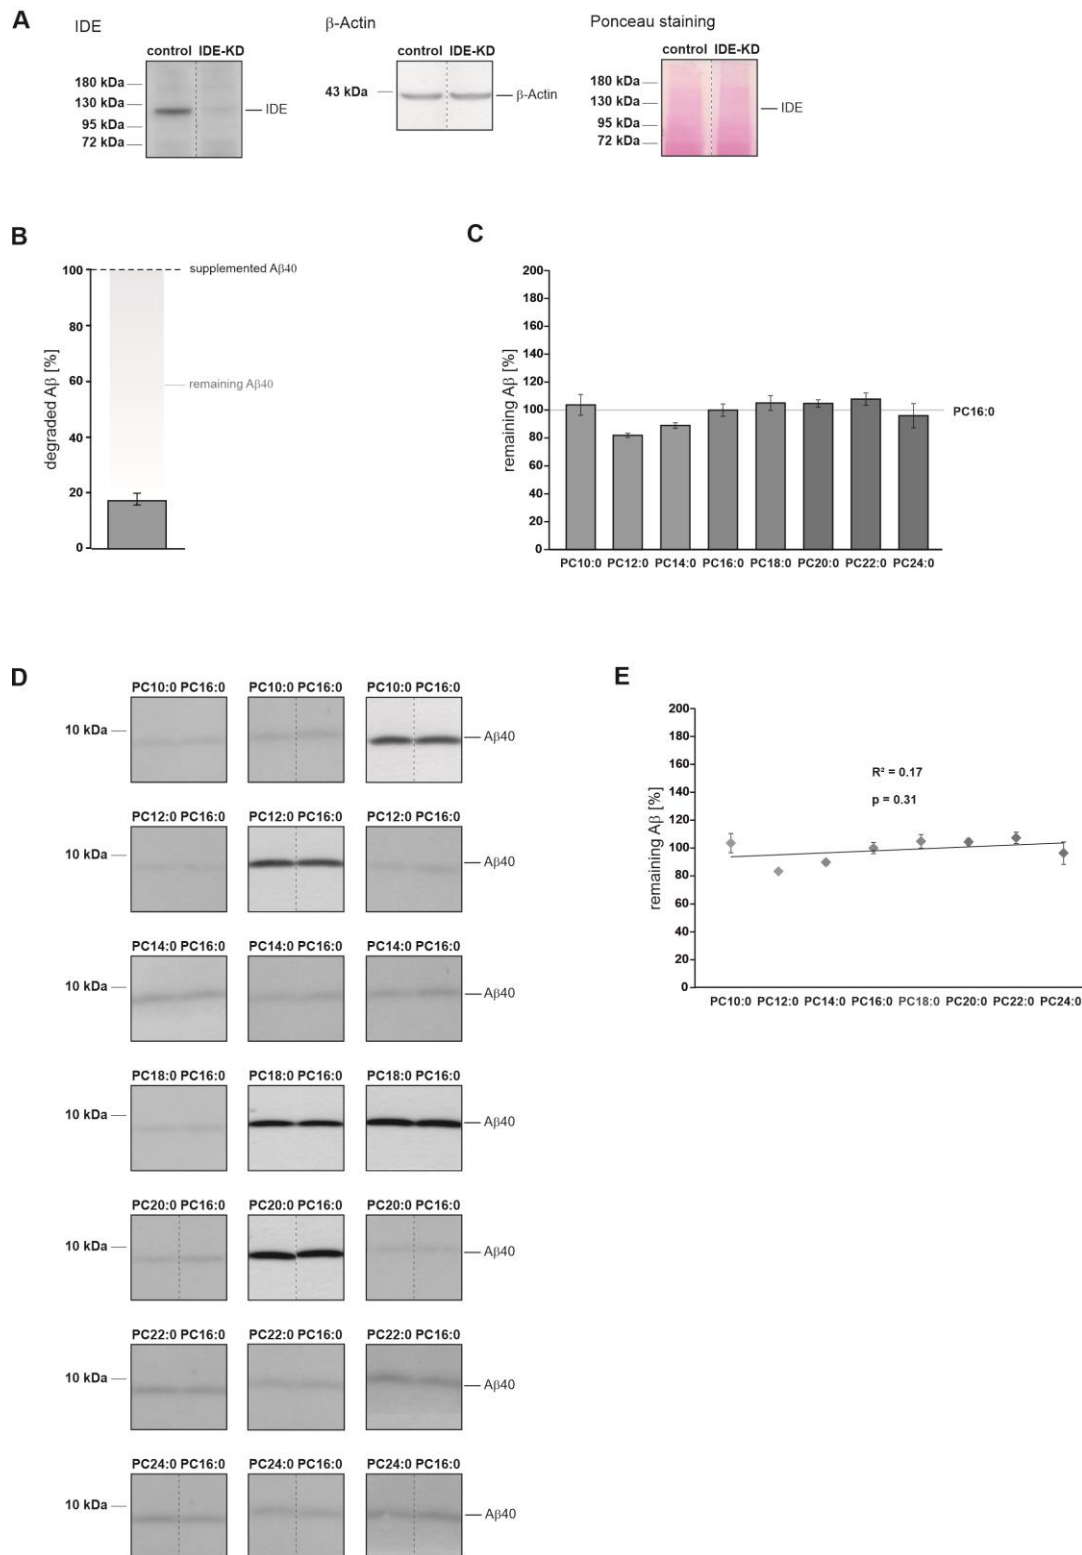 A
IDE
control IDE-KD
180 kDa
130 kDa
95 kDa
72 kDa
IDE
β-Actin
control IDE-KD
43 kDa
β-Actin
Ponceau staining
control IDE-KD
180 kDa
130 kDa
95 kDa
72 kDa
IDE
B
degraded Aβ [%]
100
80
60
40
20
0
supplemented Aβ40
remaining Aβ40
C
remaining Aβ [%]
200
180
160
140
120
100
80
60
40
20
0
PC16:0
PC10:0 PC12:0 PC14:0 PC16:0 PC18:0 PC20:0 PC22:0 PC24:0
D
PC10:0 PC16:0 PC10:0 PC16:0 PC10:0 PC16:0
10 kDa
Aβ40
PC12:0 PC16:0 PC12:0 PC16:0 PC12:0 PC16:0
10 kDa
Aβ40
PC14:0 PC16:0 PC14:0 PC16:0 PC14:0 PC16:0
10 kDa
Aβ40
PC18:0 PC16:0 PC18:0 PC16:0 PC18:0 PC16:0
10 kDa
Aβ40
PC20:0 PC16:0 PC20:0 PC16:0 PC20:0 PC16:0
10 kDa
Aβ40
PC22:0 PC16:0 PC22:0 PC16:0 PC22:0 PC16:0
10 kDa
Aβ40
PC24:0 PC16:0 PC24:0 PC16:0 PC24:0 PC16:0
10 kDa
Aβ40
E
remaining Aβ [%]
200
180
160
140
120
100
80
60
40
20
0
R² = 0.17
p = 0.31
PC10:0 PC12:0 PC14:0 PC16:0 PC18:0 PC20:0 PC22:0 PC24:0